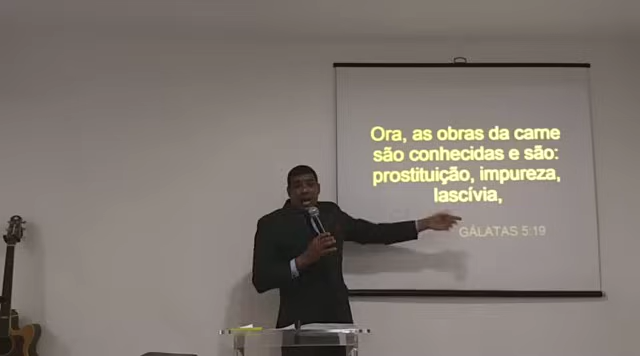 Ora, as obras da carne
são conhecidas e são:
prostituição, impureza,
lascívia,
GÁLATAS 5:19